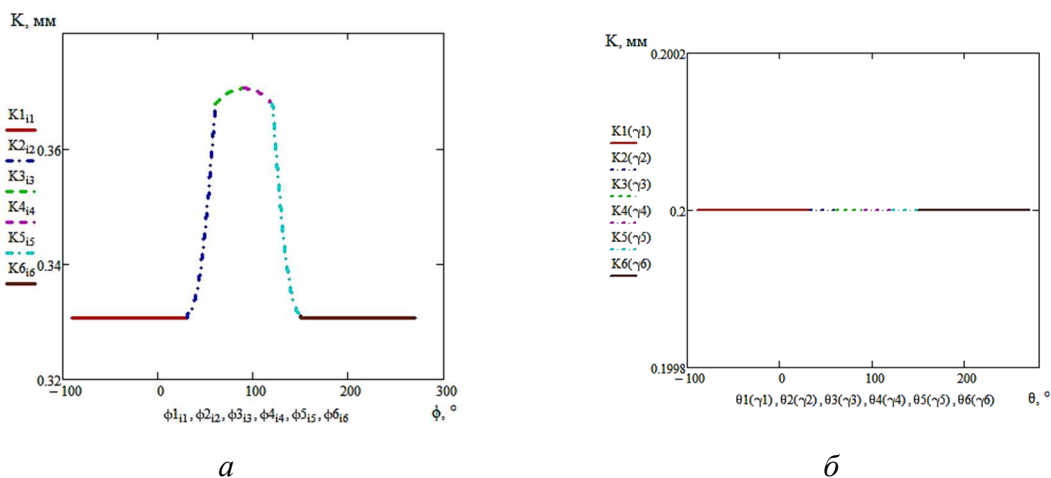 K, мм
K1i1
K2i2
K3i3
K4i4
K5i5
K6i6
0.36
0.34
0.32
−100
0
100
200
300
ϕ1i1 , ϕ2i2 , ϕ3i3 , ϕ4i4 , ϕ5i5 , ϕ6i6
ϕ, °
а
K, мм
K1(γ1)
K2(γ2)
K3(γ3)
K4(γ4)
K5(γ5)
K6(γ6)
0.2002
0.2
0.1998
−100
0
100
200
θ1(γ1) , θ2(γ2) , θ3(γ3) , θ4(γ4) , θ5(γ5) , θ6(γ6)
θ, °
б